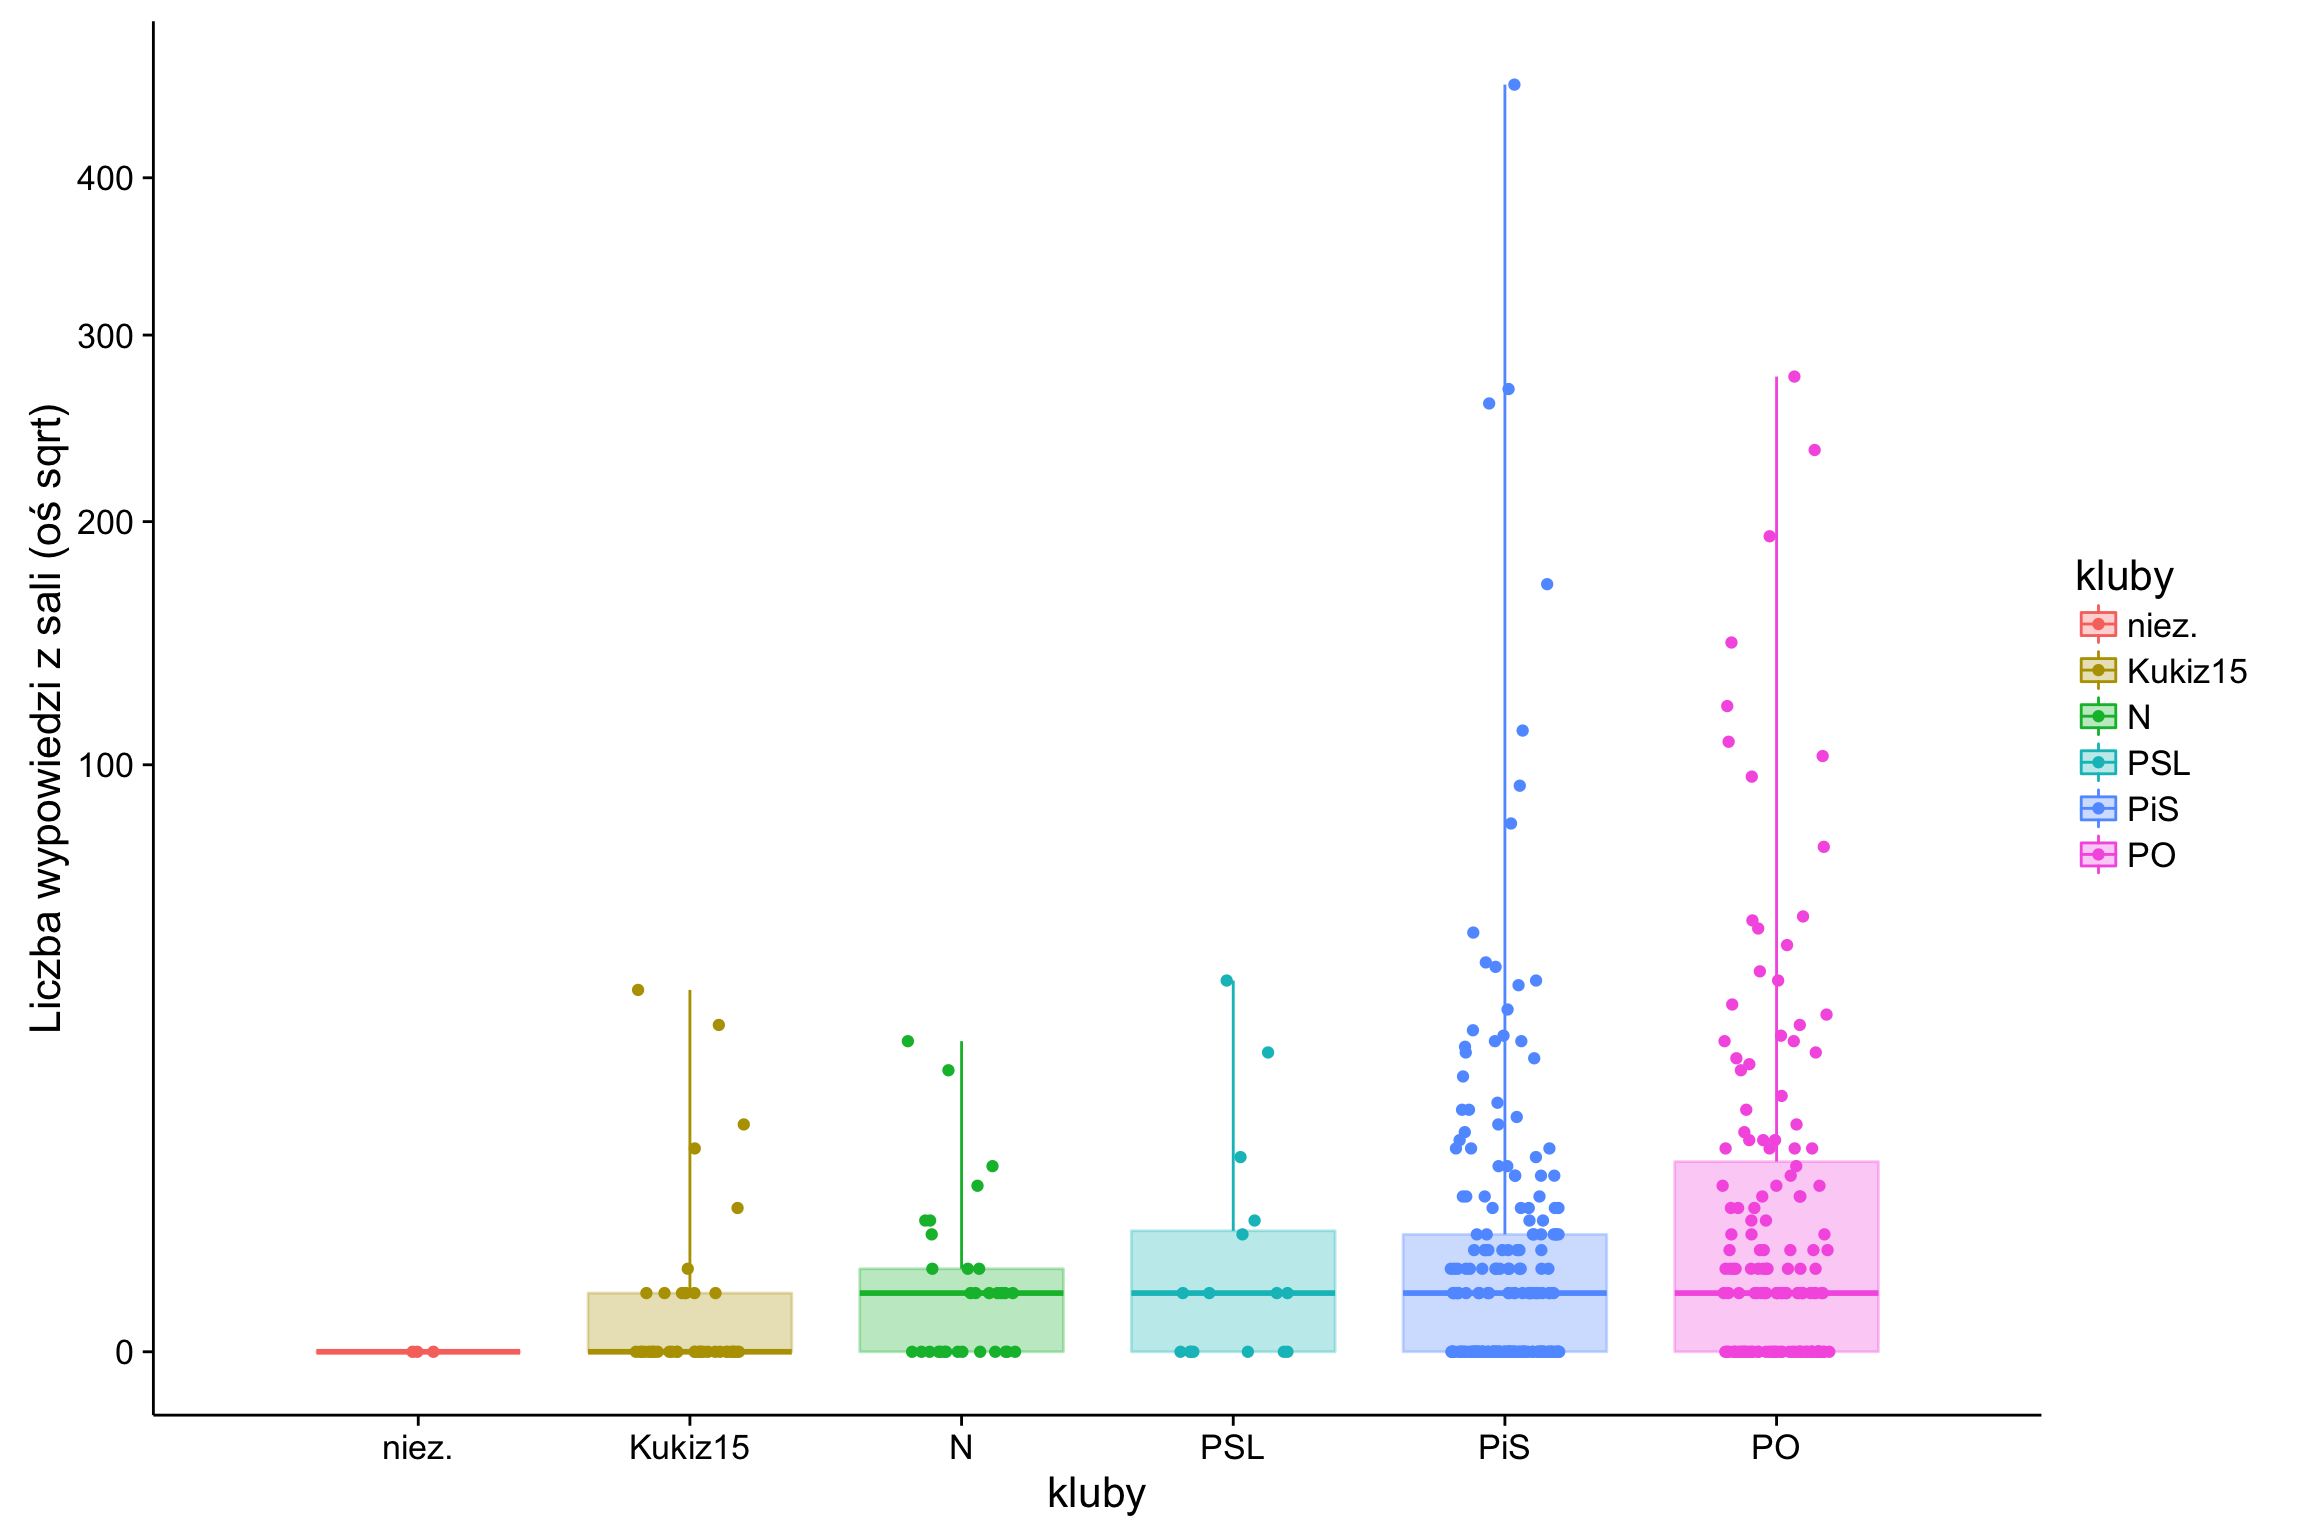 Liczba wypowiedzi z sali (oś sqrt)
400
300
200
100
0
niez.
Kukiz15
N
PSL
PiS
PO
kluby
kluby
niez.
Kukiz15
N
PSL
PiS
PO